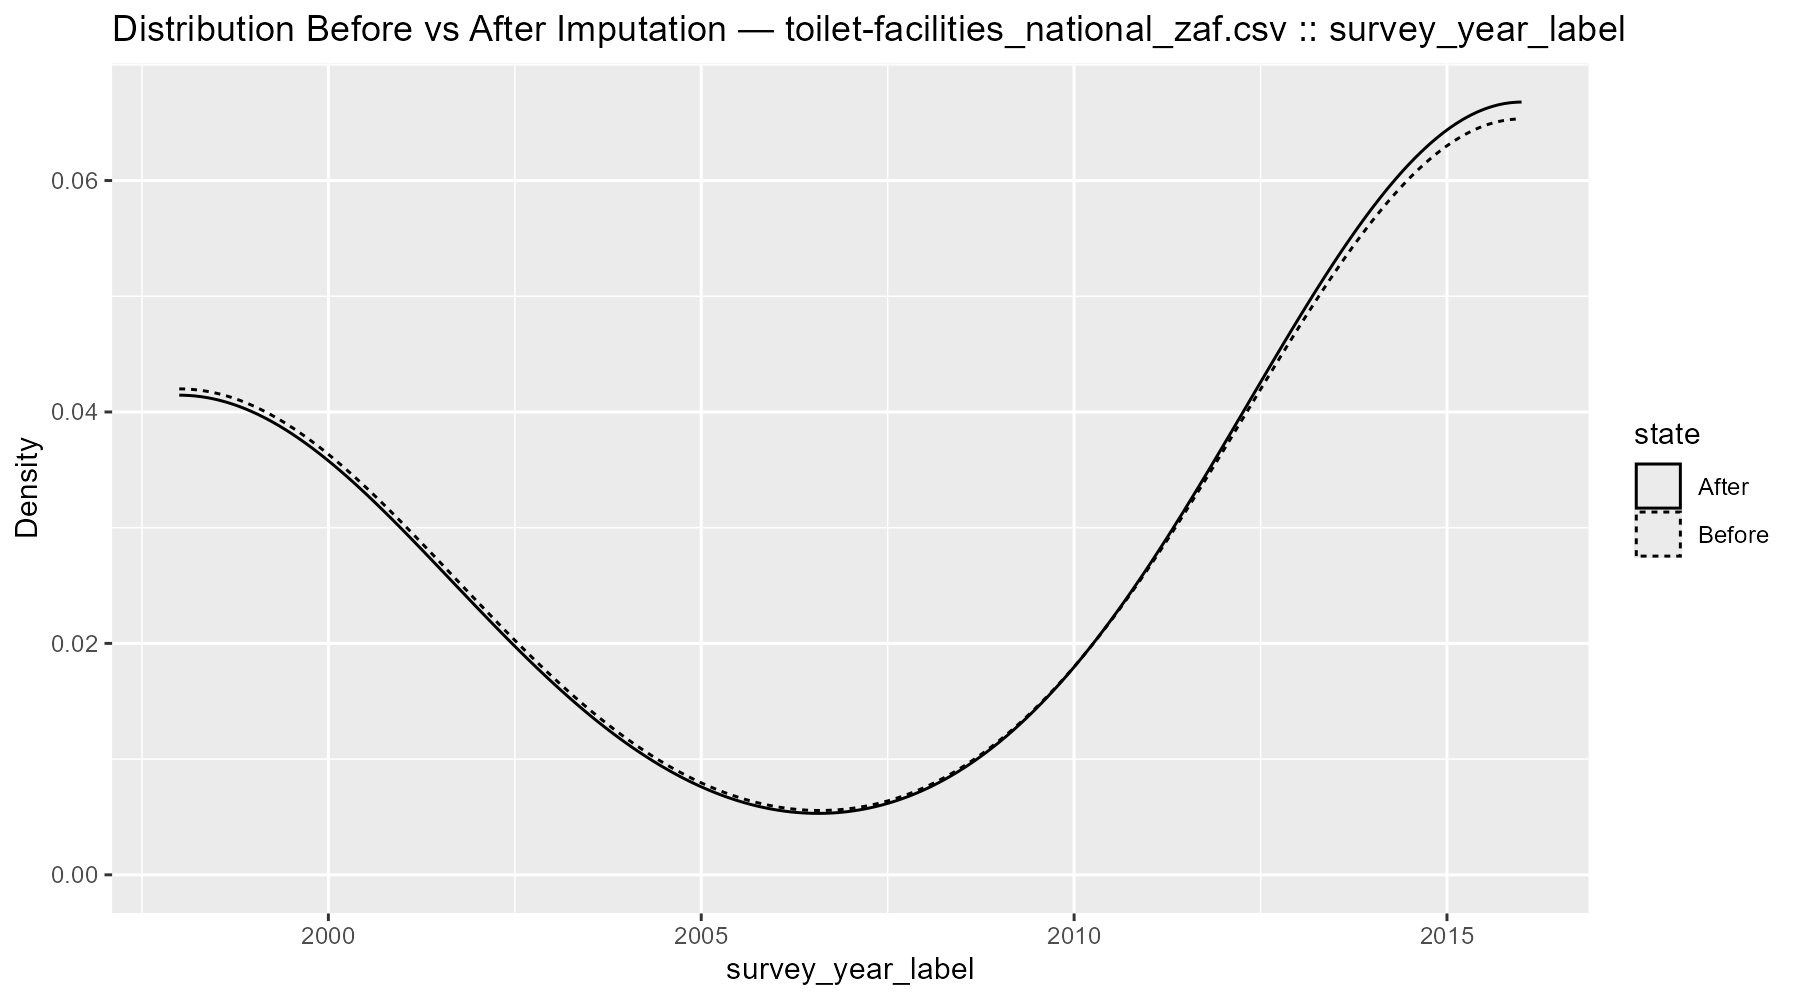 Distribution Before vs After Imputation — toilet-facilities_national_zaf.csv :: survey_year_label
0.06
0.04
0.02
0.00
Density
2000
2005
2010
2015
survey_year_label
state
After
Before